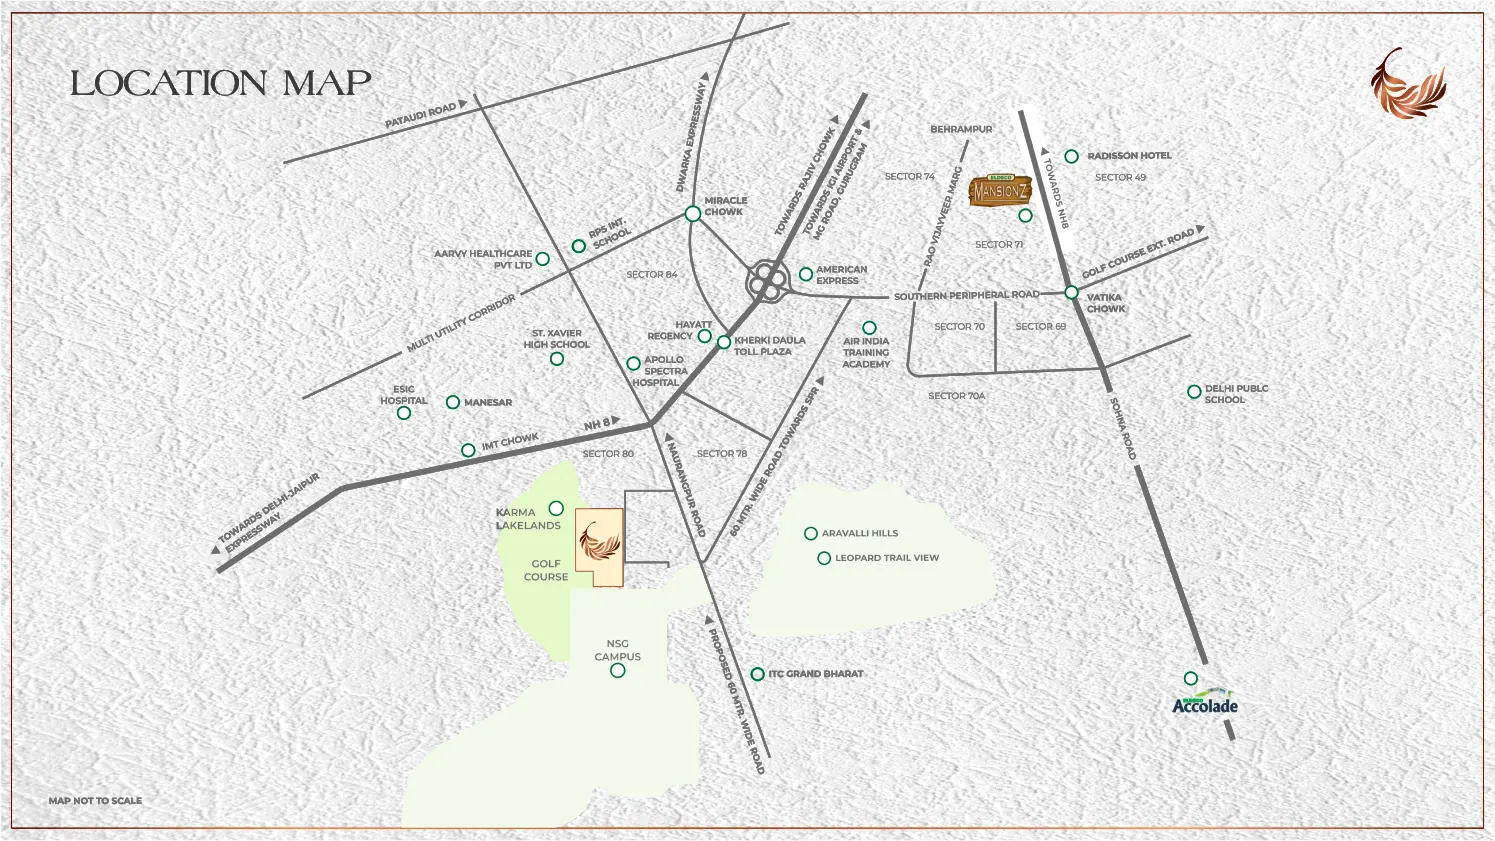 LOCATION MAP
PATAUDI ROAD
DWARKA EXPRESSWAY
TOWARDS RAJIV CHOWK
TOWARDS IGI AIRPORT &
MG ROAD, GURUGRAM
BEHRAMPUR
SECTOR 74
RAO VIJAYVEER MARG
ELDECO
MANSIONZ
TOWARDS NH8
RADISSON HOTEL
SECTOR 49
MIRACLE
CHOWK
RPS INT.
SCHOOL
AARVY HEALTHCARE
PVT LTD
SECTOR 84
AMERICAN
EXPRESS
SECTOR 71
GOLF COURSE EXT. ROAD
SOUTHERN PERIPHERAL ROAD
VATIKA
CHOWK
MULTI UTILITY CORRIDOR
ST. XAVIER
HIGH SCHOOL
HAYATT
REGENCY
KHERKI DAULA
TOLL PLAZA
AIR INDIA
TRAINING
ACADEMY
SECTOR 70
SECTOR 69
APOLLO
SPECTRA
HOSPITAL
ESIC
HOSPITAL
MANESAR
SECTOR 70A
DELHI PUBLC
SCHOOL
SOHNA ROAD
IMT CHOWK
NH 8
SECTOR 80
SECTOR 78
NAURANGPUR ROAD
60 MTR. WIDE ROAD TOWARDS SPR
TOWARDS DELHI-JAIPUR
EXPRESSWAY
KARMA
LAKELANDS
GOLF
COURSE
ARAVALLI HILLS
LEOPARD TRAIL VIEW
NSG
CAMPUS
PROPOSED 60 MTR. WIDE ROAD
ITC GRAND BHARAT
ELDECO
Accolade
MAP NOT TO SCALE